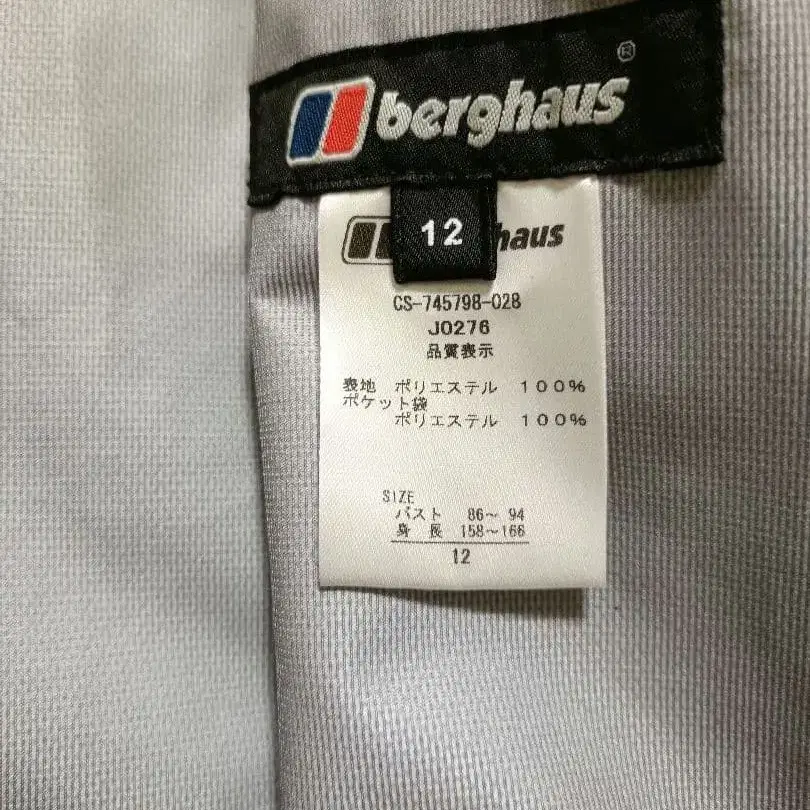 berghaus®
12
haus
CS-745798-028
J0276
品質表示
表地 ポリエステル 100%
ポケット袋
ポリエステル 100%
SIZE
バスト 86~ 94
身 長 158~166
12